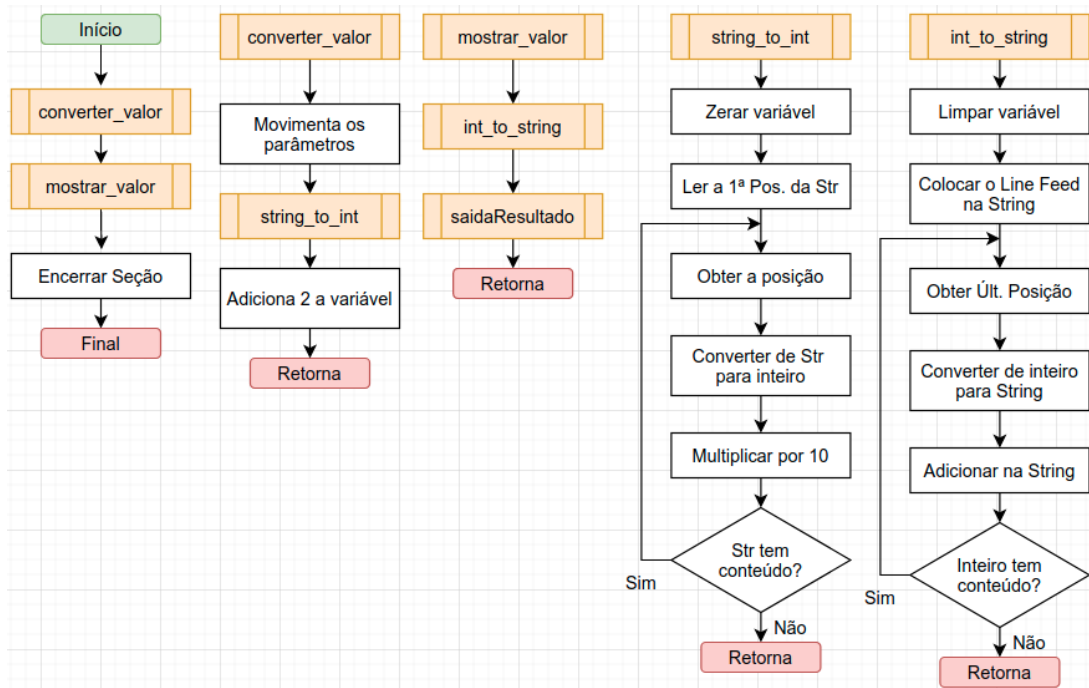 Início
converter_valor
mostrar_valor
Encerrar Seção
Final
converter_valor
Movimenta os
parâmetros
string_to_int
Adiciona 2 a variável
Retorna
mostrar_valor
int_to_string
saidaResultado
Retorna
string_to_int
Zerar variável
Ler a 1ª Pos. da Str
Obter a posição
Converter de Str
para inteiro
Multiplicar por 10
Str tem
conteúdo?
Sim
Não
Retorna
int_to_string
Limpar variável
Colocar o Line Feed
na String
Obter Últ. Posição
Converter de inteiro
para String
Adicionar na String
Inteiro tem
conteúdo?
Sim
Não
Retorna